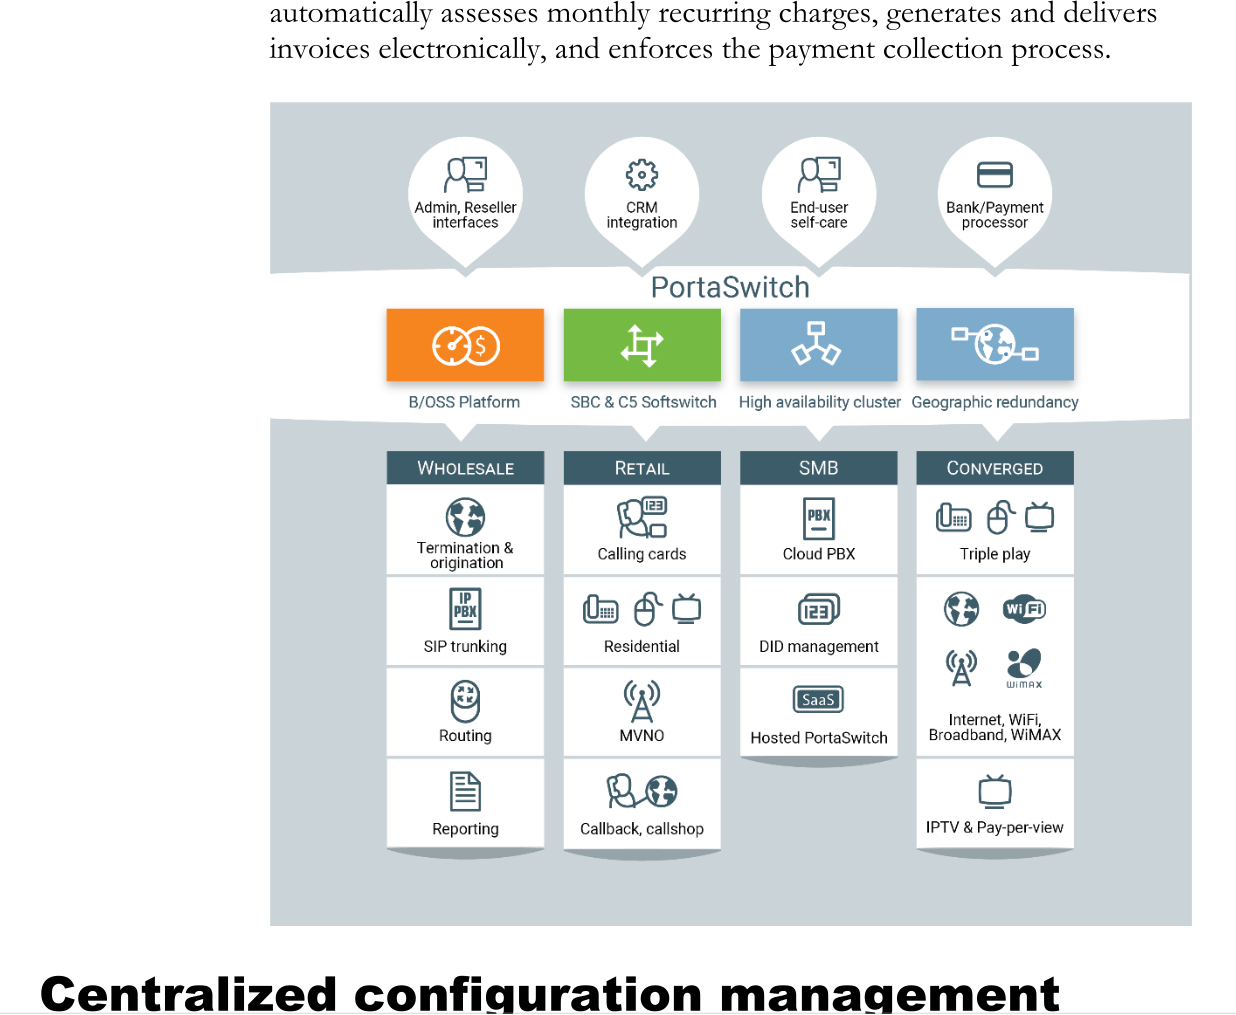 automatically assesses monthly recurring charges, generates and delivers
invoices electronically, and enforces the payment collection process.
Admin, Reseller
interfaces
CRM
integration
End-user
self-care
Bank/Payment
processor
PortaSwitch
$
B/OSS Platform
SBC & C5 Softswitch
High availability cluster
Geographic redundancy
WHOLESALE
Termination &
origination
IP
PBX
SIP trunking
Routing
Reporting
RETAIL
123
Calling cards
Residential
MVNO
Callback, callshop
SMB
PBX
Cloud PBX
123
DID management
SaaS
Hosted PortaSwitch
CONVERGED
Triple play
WiFi
WiMAX
Internet, WiFi,
Broadband, WiMAX
IPTV & Pay-per-view
Centralized configuration management